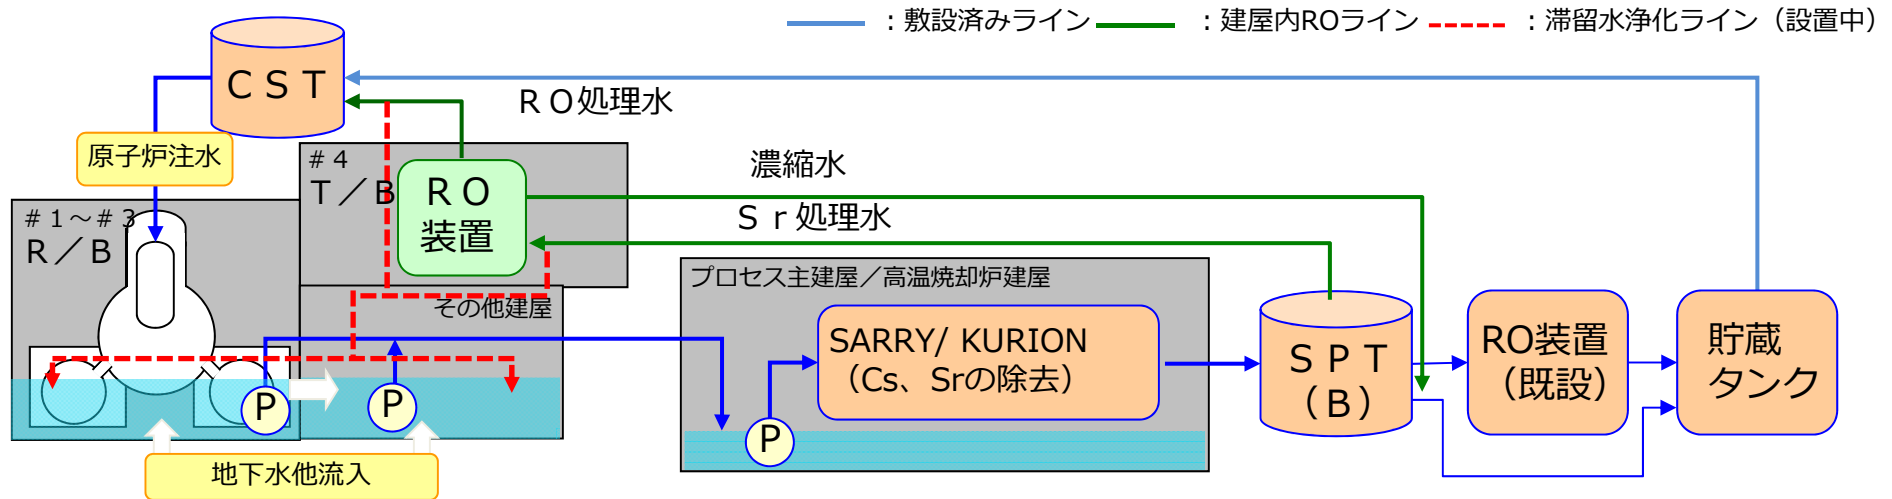 ：敷設済みライン ：建屋内ROライン ：滞留水浄化ライン（設置中）
ＣＳＴ
ＲＯ処理水
原子炉注水
＃４
Ｔ／Ｂ
ＲＯ
装置
濃縮水
Ｓｒ処理水
＃１～＃３
Ｒ／Ｂ
その他建屋
プロセス主建屋／高温焼却炉建屋
SARRY/ KURION
（Cs、Srの除去）
ＳＰＴ
（Ｂ）
RO装置
（既設）
貯蔵
タンク
P
P
P
地下水他流入